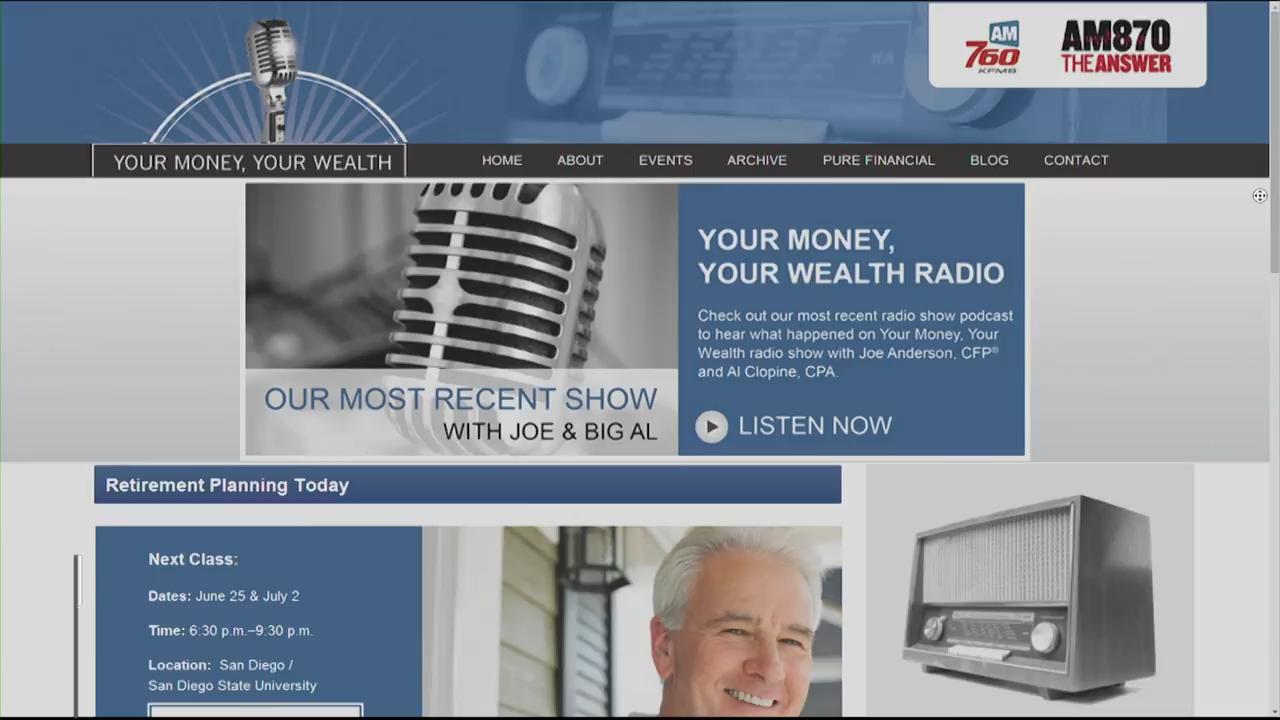 AM
760
KFMB
AM870
THE ANSWER
YOUR MONEY, YOUR WEALTH
HOME ABOUT EVENTS ARCHIVE PURE FINANCIAL BLOG CONTACT
YOUR MONEY,
YOUR WEALTH RADIO
Check out our most recent radio show podcast
to hear what happened on Your Money, Your
Wealth radio show with Joe Anderson, CFP®
and Al Clopine, CPA.
LISTEN NOW
OUR MOST RECENT SHOW
WITH JOE & BIG AL
Retirement Planning Today
Next Class:
Dates: June 25 & July 2
Time: 6:30 p.m.–9:30 p.m.
Location: San Diego /
San Diego State University